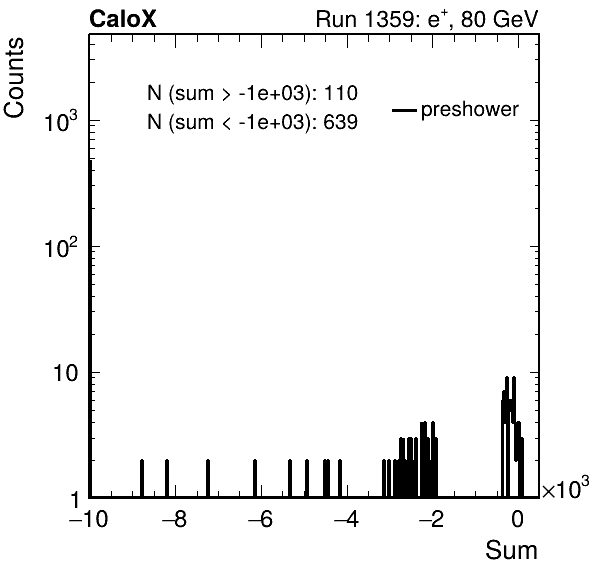 CaloX Run 1359: e⁺, 80 GeV
Counts
N (sum > -1e+03): 110
N (sum < -1e+03): 639
preshower
10³
10²
10
1
−10 −8 −6 −4 −2 0 ×10³
Sum